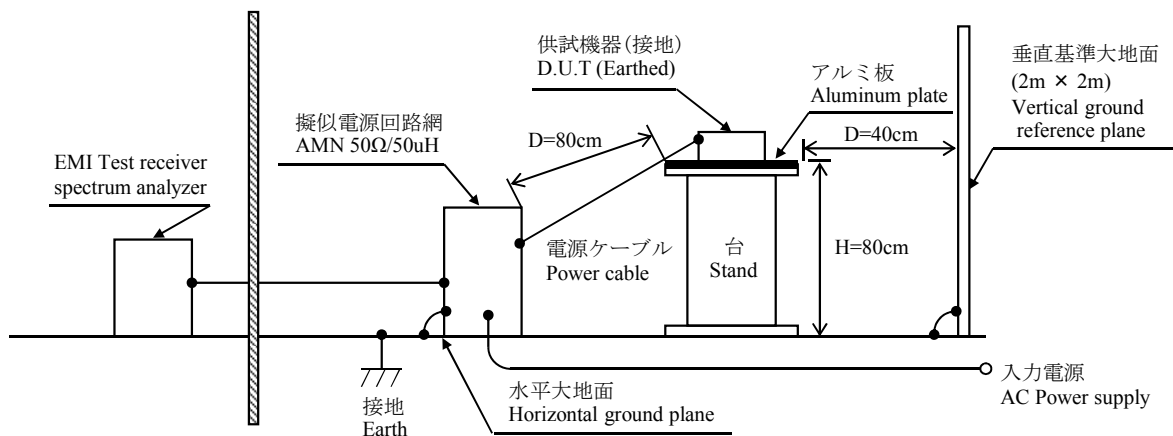 供試機器(接地)
D.U.T (Earthed)
アルミ板
Aluminum plate
垂直基準大地面
(2m × 2m)
Vertical ground
reference plane
擬似電源回路網
AMN 50Ω/50uH
D=80cm
D=40cm
EMI Test receiver
spectrum analyzer
電源ケーブル
Power cable
台
Stand
H=80cm
接地
Earth
水平大地面
Horizontal ground plane
入力電源
AC Power supply